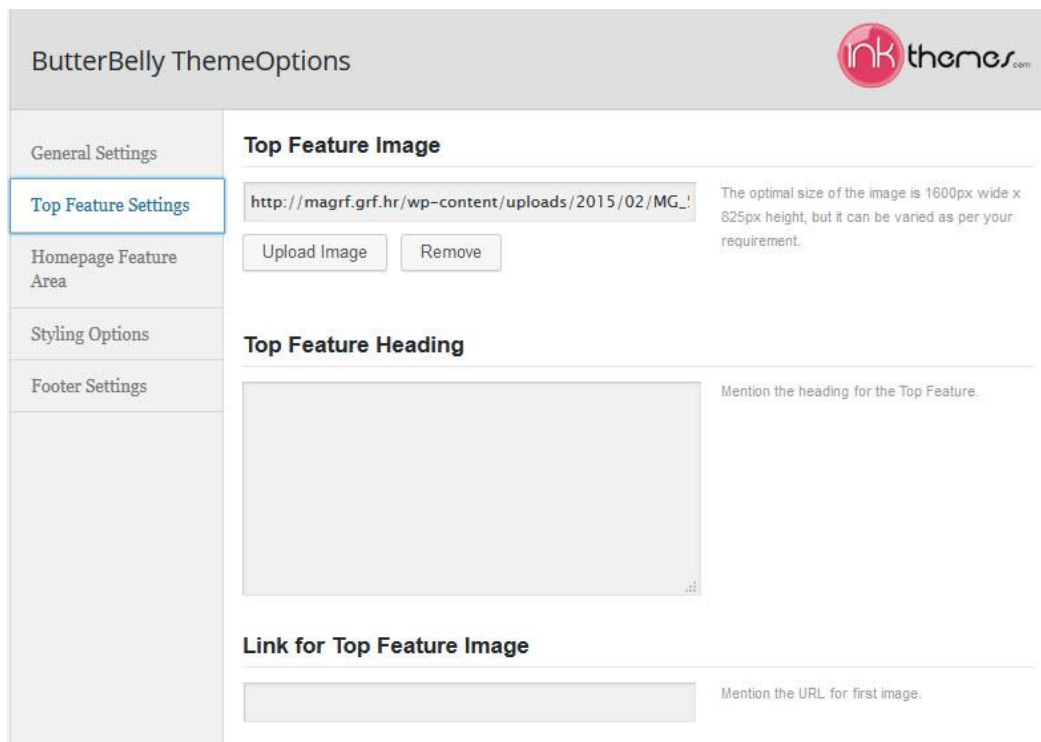 ButterBelly ThemeOptions
InkThemes.com
General Settings
Top Feature Settings
Homepage Feature
Area
Styling Options
Footer Settings
Top Feature Image
http://magrf.grf.hr/wp-content/uploads/2015/02/MG_
The optimal size of the image is 1600px wide x
825px height, but it can be varied as per your
requirement.
Upload Image
Remove
Top Feature Heading
Mention the heading for the Top Feature.
Link for Top Feature Image
Mention the URL for first image.